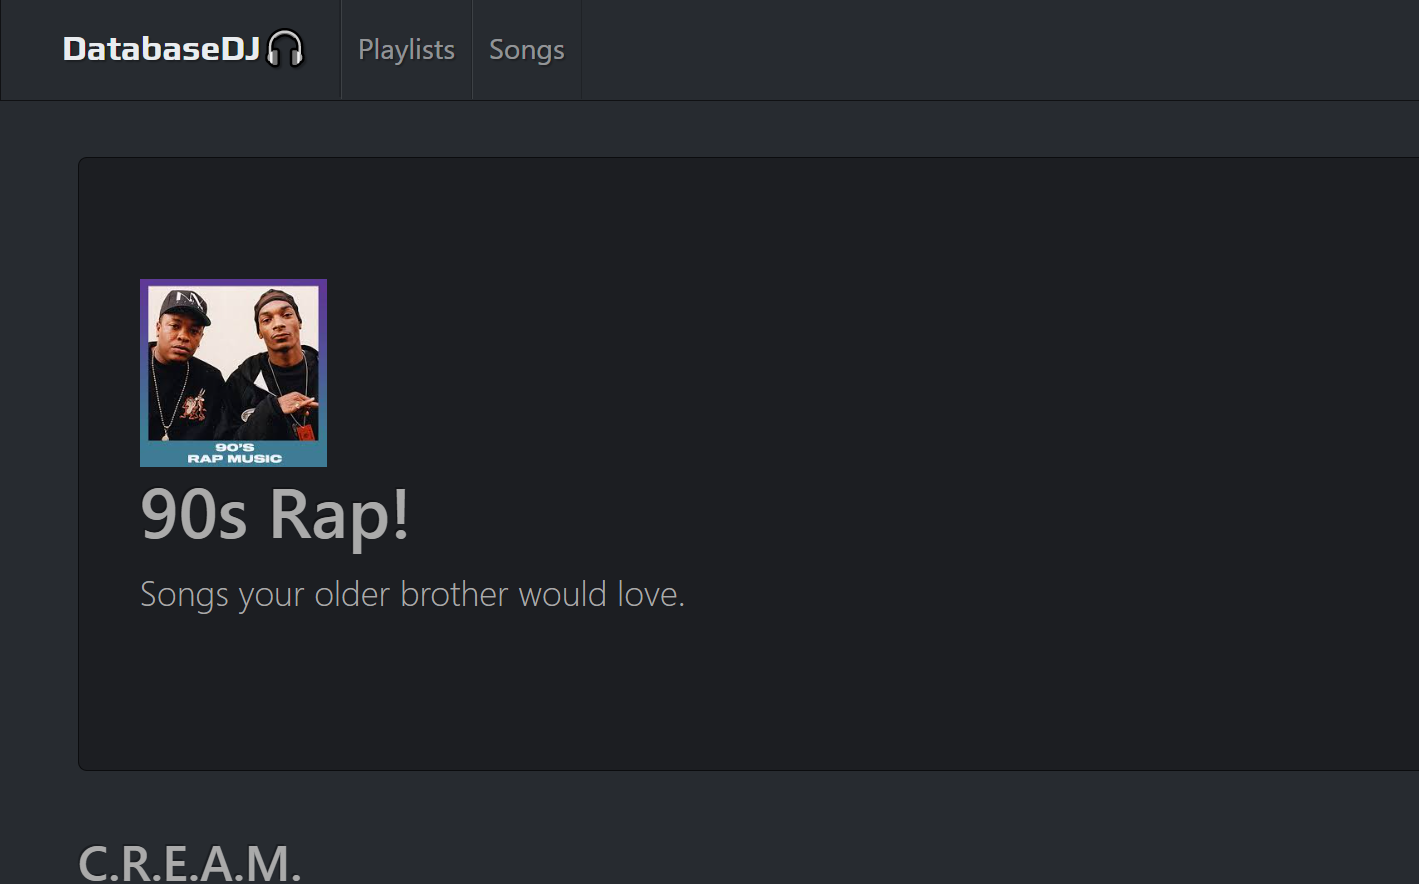 DatabaseDJ
Playlists
Songs
90'S
RAP MUSIC
90s Rap!
Songs your older brother would love.
C.R.E.A.M.